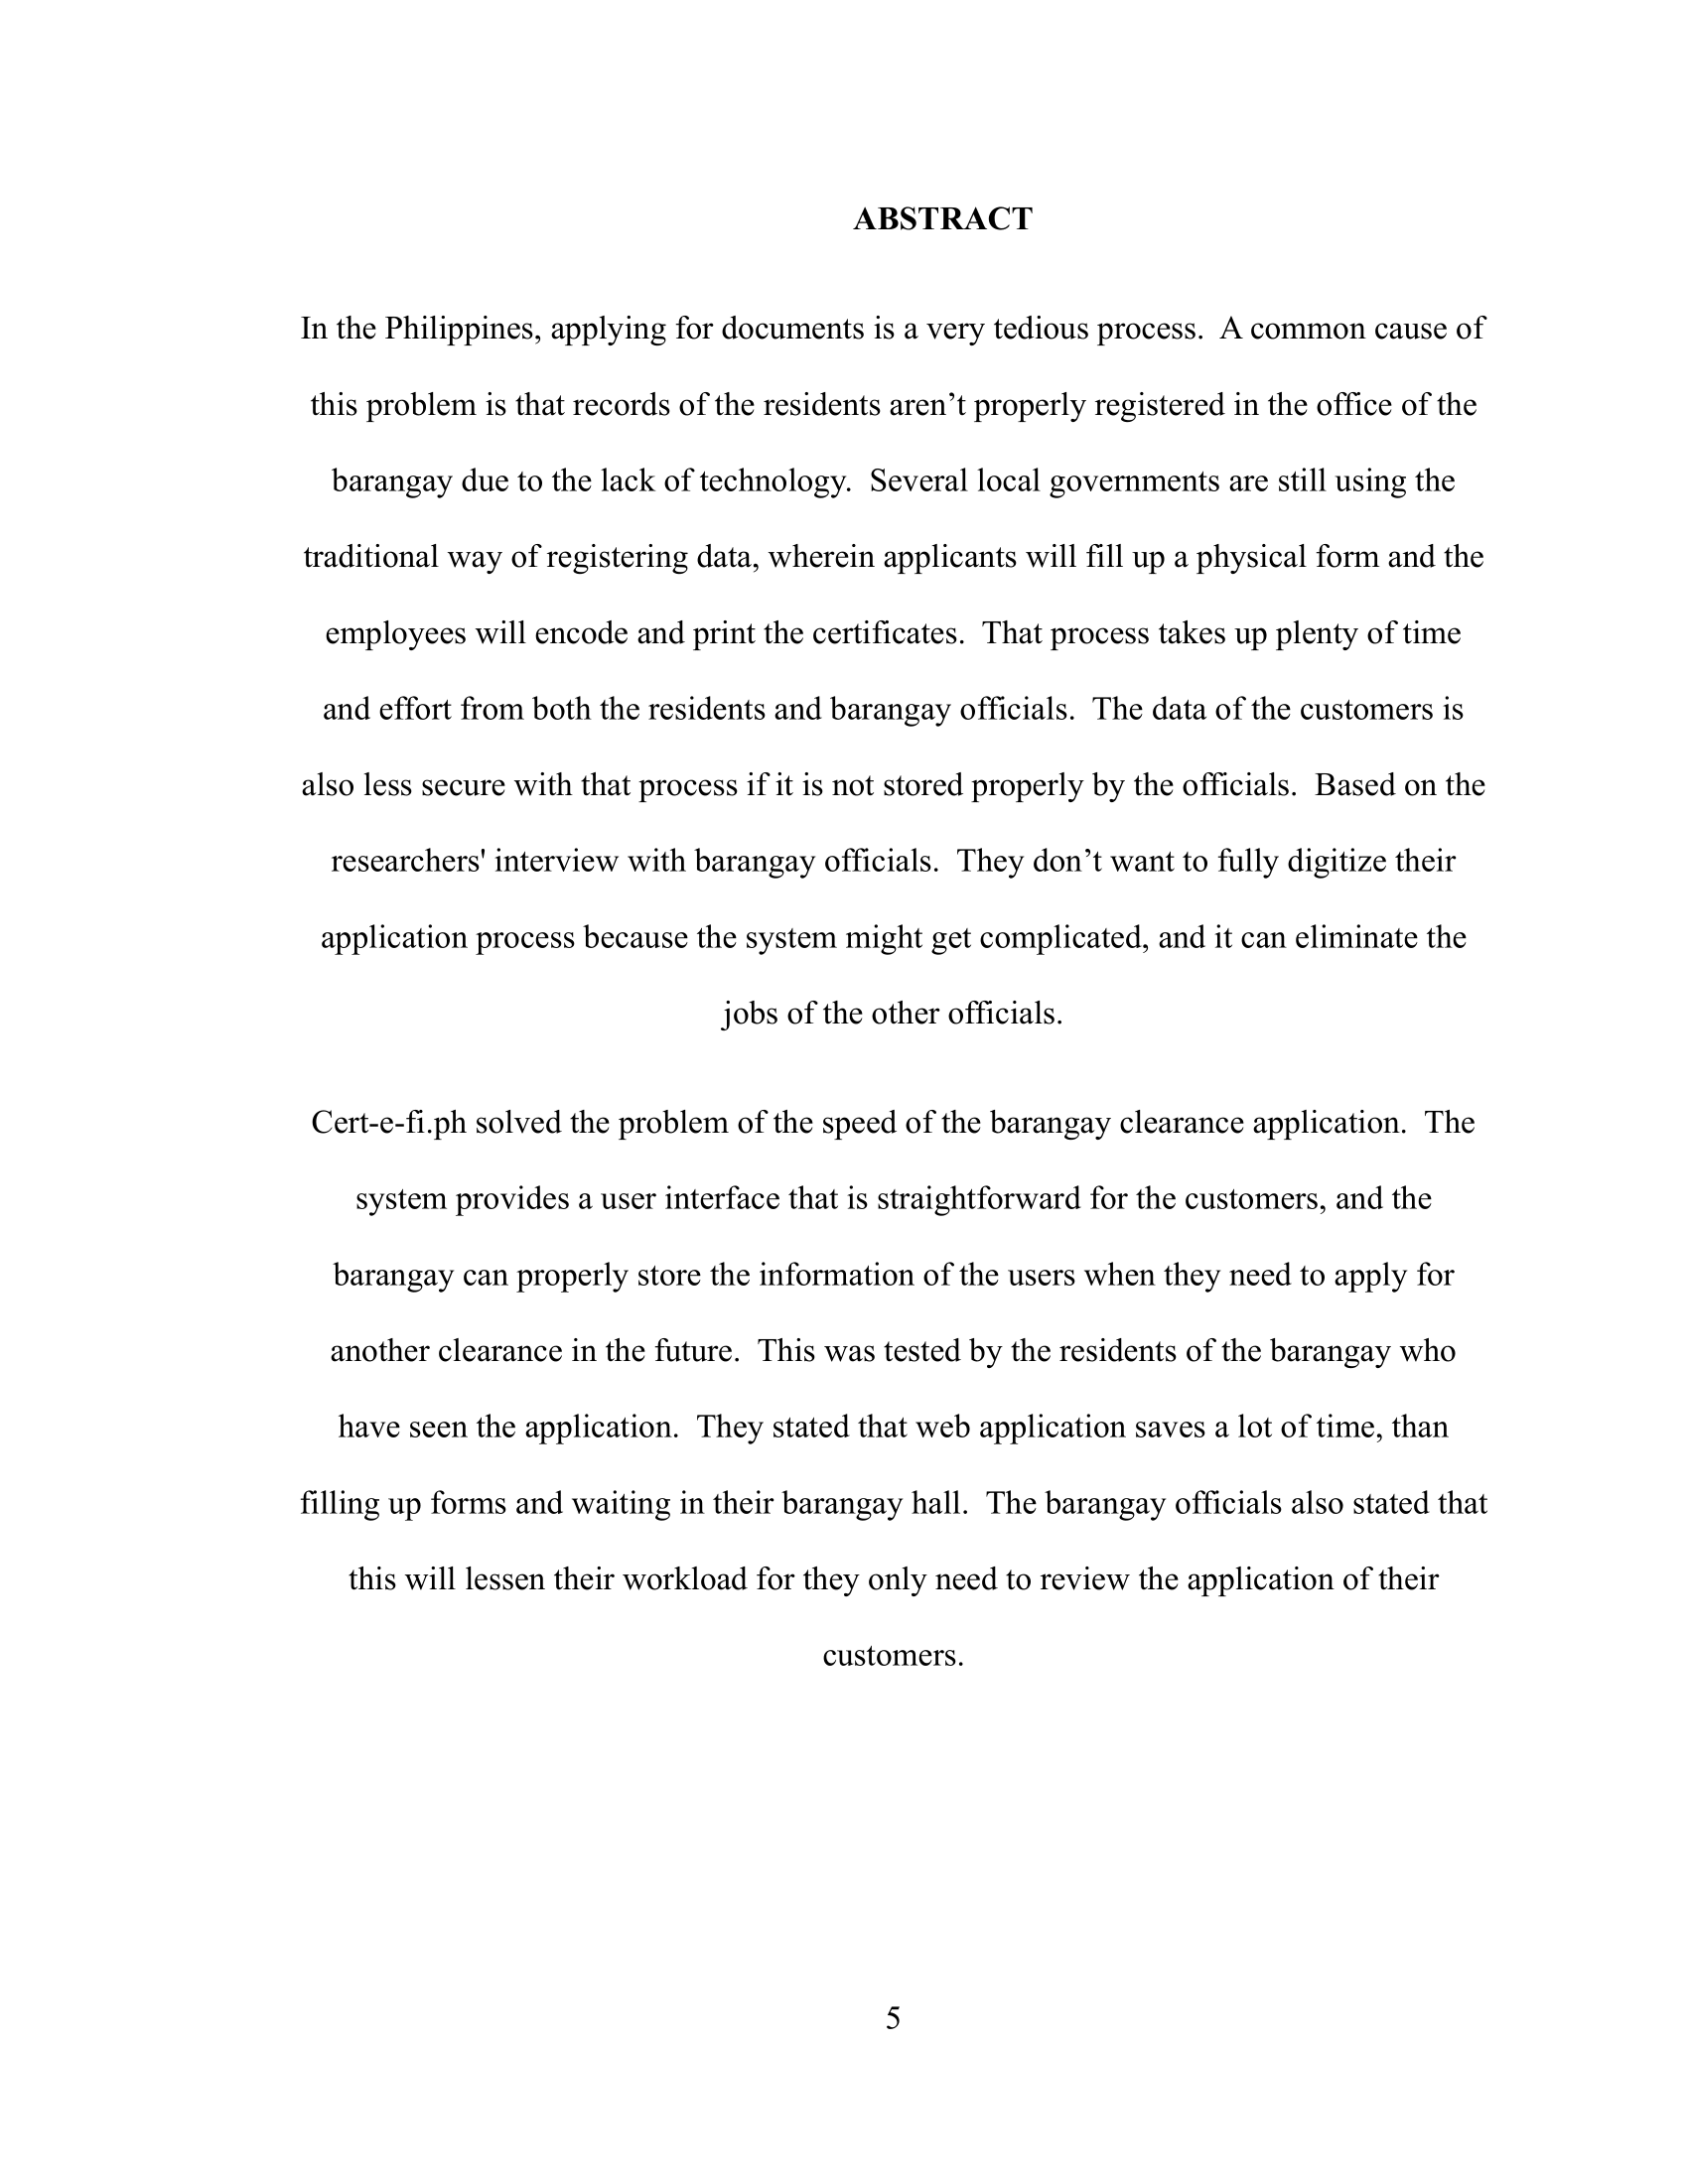 ABSTRACT
In the Philippines, applying for documents is a very tedious process.  A common cause of
this problem is that records of the residents aren’t properly registered in the office of the
barangay due to the lack of technology.  Several local governments are still using the
traditional way of registering data, wherein applicants will fill up a physical form and the
employees will encode and print the certificates.  That process takes up plenty of time
and effort from both the residents and barangay officials.  The data of the customers is
also less secure with that process if it is not stored properly by the officials.  Based on the
researchers' interview with barangay officials.  They don’t want to fully digitize their
application process because the system might get complicated, and it can eliminate the
jobs of the other officials.
Cert-e-fi.ph solved the problem of the speed of the barangay clearance application.  The
system provides a user interface that is straightforward for the customers, and the
barangay can properly store the information of the users when they need to apply for
another clearance in the future.  This was tested by the residents of the barangay who
have seen the application.  They stated that web application saves a lot of time, than
filling up forms and waiting in their barangay hall.  The barangay officials also stated that
this will lessen their workload for they only need to review the application of their
customers.
5